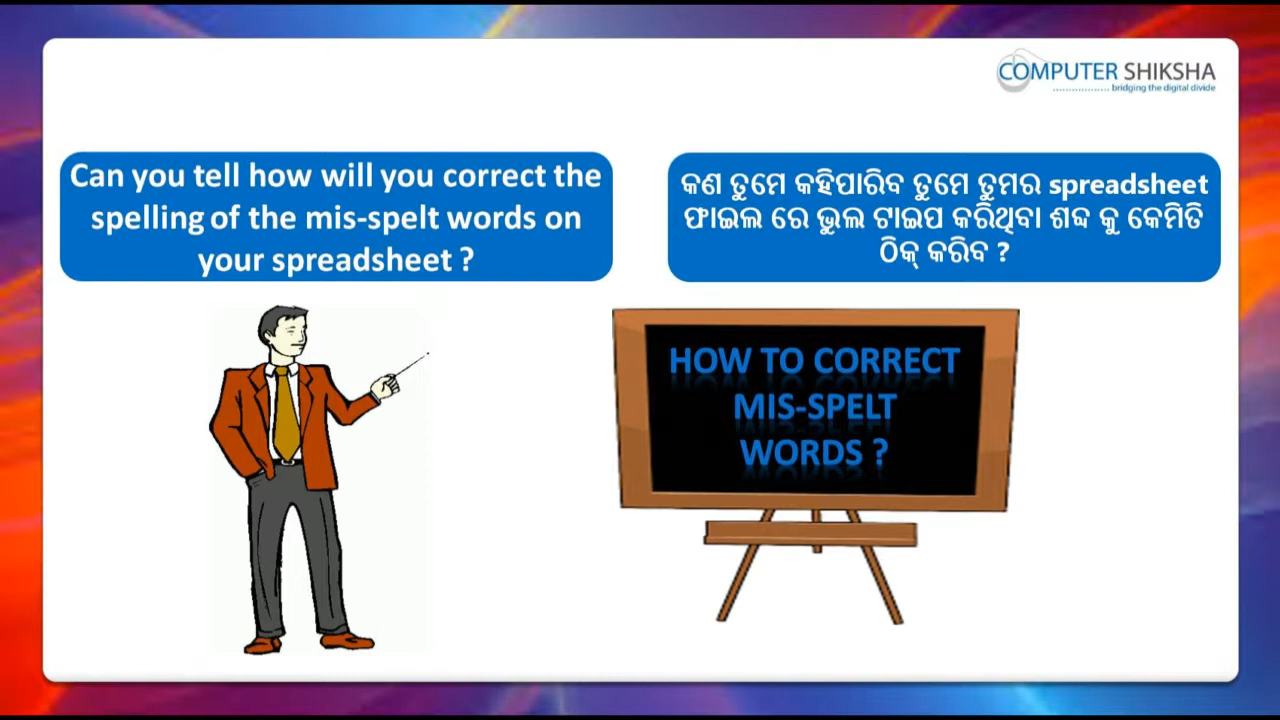 COMPUTER SHIKSHA
bridging the digital divide
Can you tell how will you correct the
spelling of the mis-spelt words on
your spreadsheet ?
କଣ ତୁମେ କହିପାରିବ ତୁମେ ତୁମର spreadsheet
ଫାଇଲ ରେ ଭୁଲ ଟାଇପ କରିଥିବା ଶବ୍ଦ କୁ କେମିତି
ଠିକ୍ କରିବ ?
HOW TO CORRECT
MIS-SPELT
WORDS ?